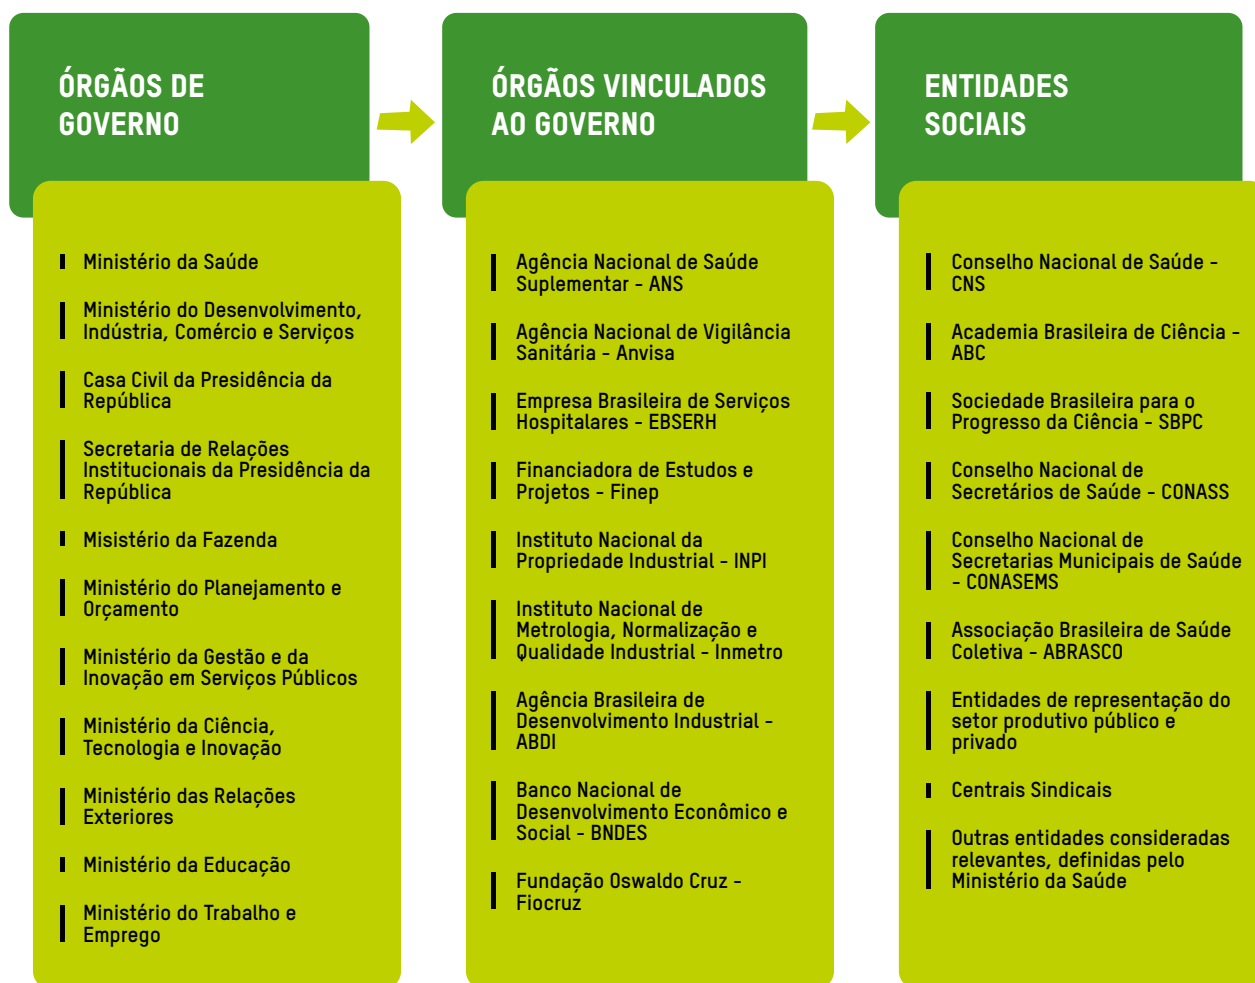 ÓRGÃOS DE
GOVERNO
Ministério da Saúde
Ministério do Desenvolvimento,
Indústria, Comércio e Serviços
Casa Civil da Presidência da
República
Secretaria de Relações
Institucionais da Presidência da
República
Misistério da Fazenda
Ministério do Planejamento e
Orçamento
Ministério da Gestão e da
Inovação em Serviços Públicos
Ministério da Ciência,
Tecnologia e Inovação
Ministério das Relações
Exteriores
Ministério da Educação
Ministério do Trabalho e
Emprego
ÓRGÃOS VINCULADOS
AO GOVERNO
Agência Nacional de Saúde
Suplementar - ANS
Agência Nacional de Vigilância
Sanitária - Anvisa
Empresa Brasileira de Serviços
Hospitalares - EBSERH
Financiadora de Estudos e
Projetos - Finep
Instituto Nacional da
Propriedade Industrial - INPI
Instituto Nacional de
Metrologia, Normalização e
Qualidade Industrial - Inmetro
Agência Brasileira de
Desenvolvimento Industrial -
ABDI
Banco Nacional de
Desenvolvimento Econômico e
Social - BNDES
Fundação Oswaldo Cruz -
Fiocruz
ENTIDADES
SOCIAIS
Conselho Nacional de Saúde -
CNS
Academia Brasileira de Ciência -
ABC
Sociedade Brasileira para o
Progresso da Ciência - SBPC
Conselho Nacional de
Secretários de Saúde - CONASS
Conselho Nacional de
Secretarias Municipais de Saúde
- CONASEMS
Associação Brasileira de Saúde
Coletiva - ABRASCO
Entidades de representação do
setor produtivo público e
privado
Centrais Sindicais
Outras entidades consideradas
relevantes, definidas pelo
Ministério da Saúde